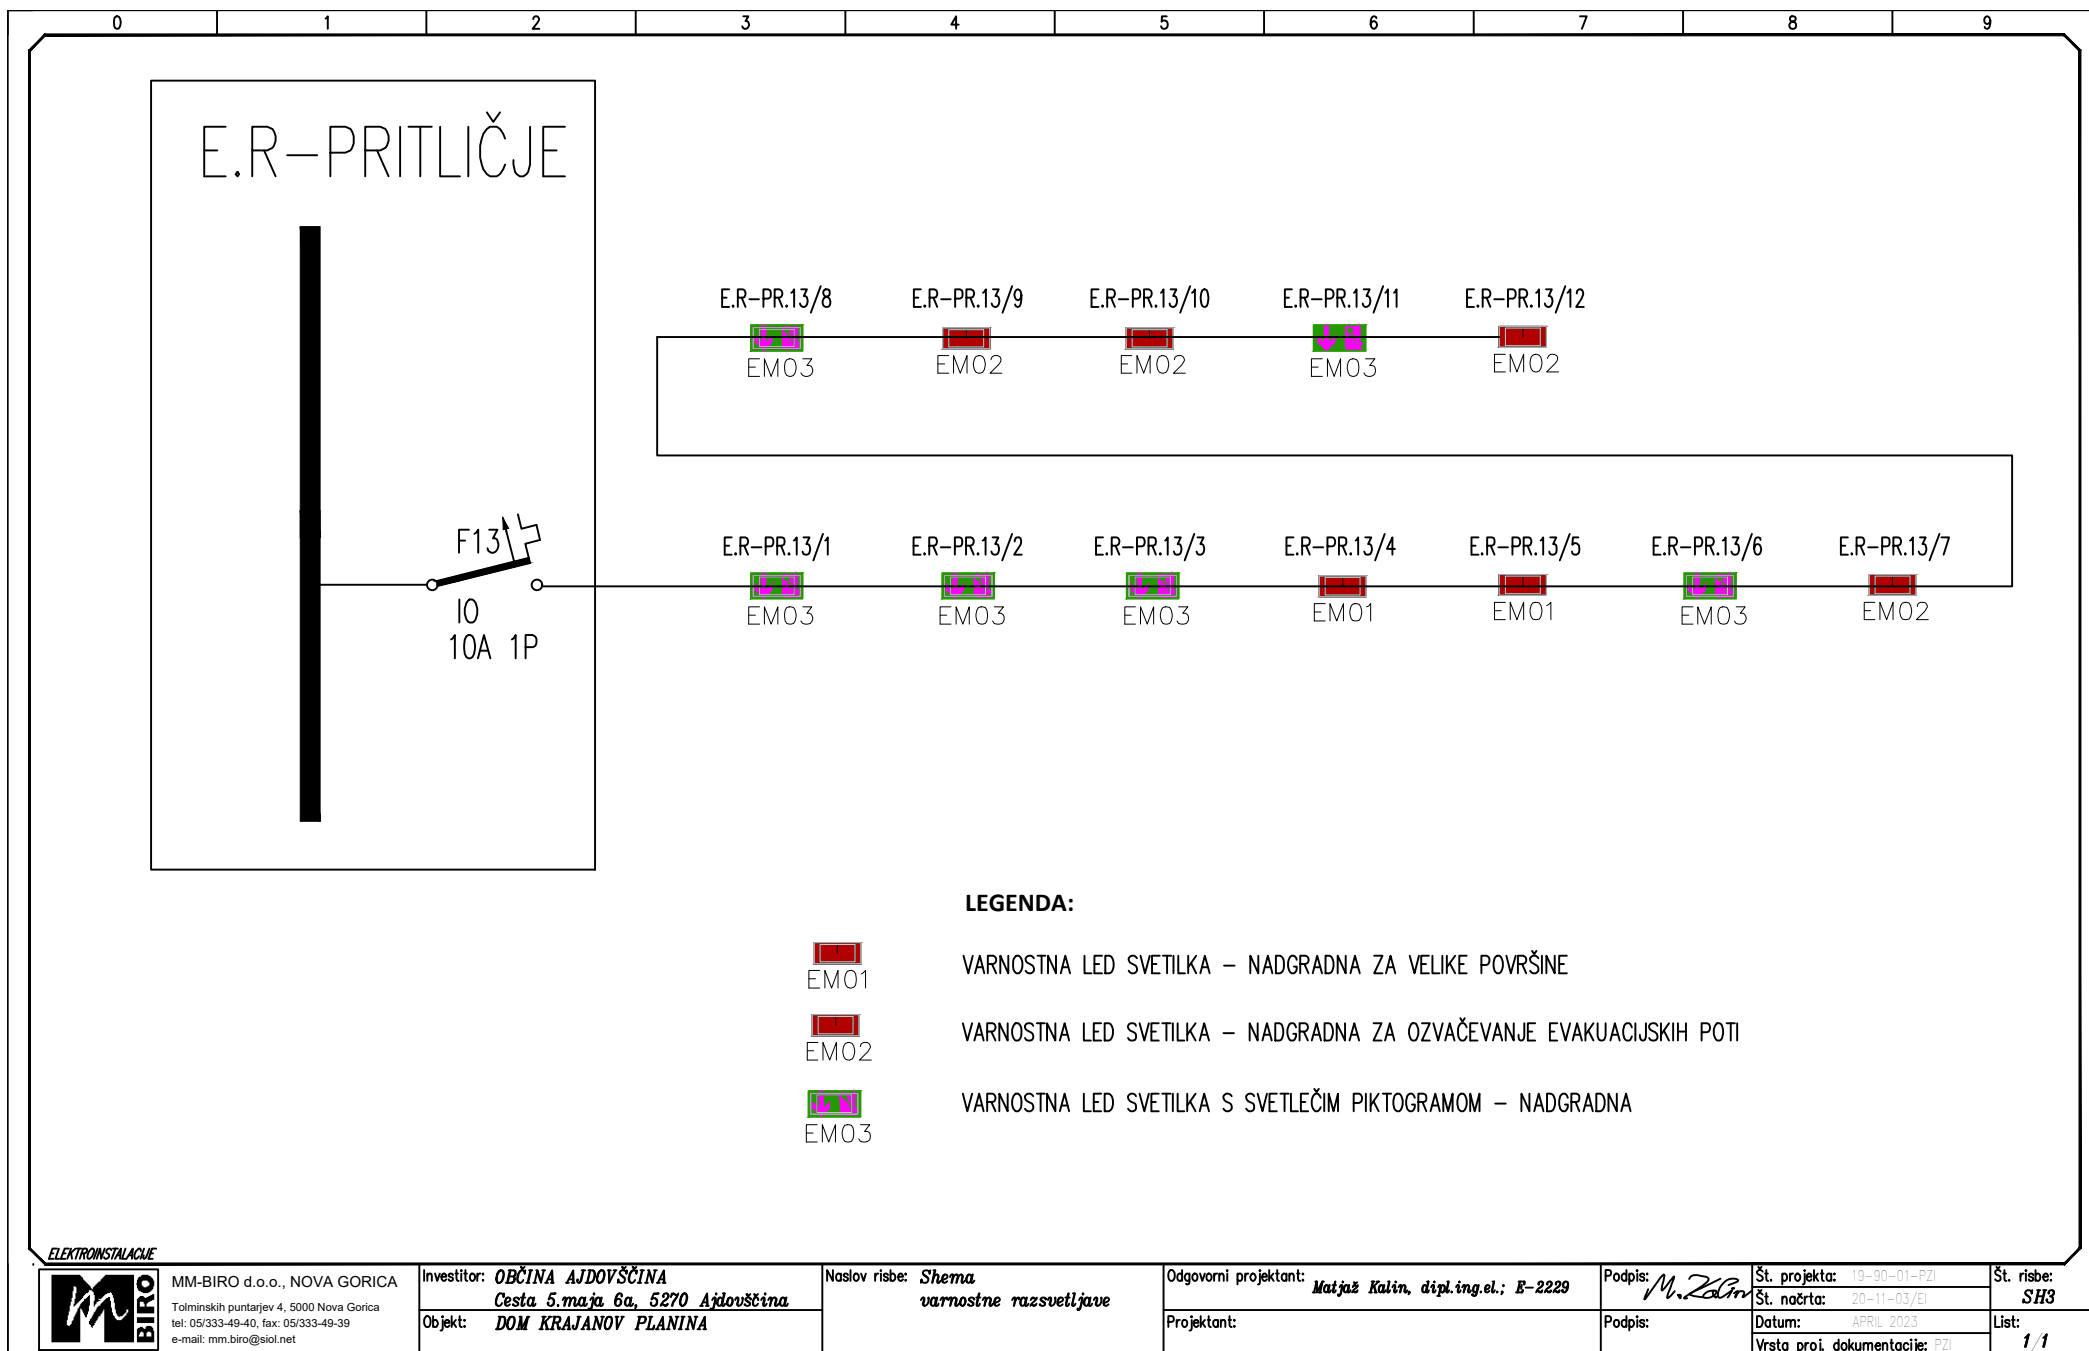 0 1 2 3 4 5 6 7 8 9
E.R-PRITLIČJE
E.R-PR.13/8 E.R-PR.13/9 E.R-PR.13/10 E.R-PR.13/11 E.R-PR.13/12
EM03 EM02 EM02 EM03 EM02
F13
IO
10A 1P
E.R-PR.13/1 E.R-PR.13/2 E.R-PR.13/3 E.R-PR.13/4 E.R-PR.13/5 E.R-PR.13/6 E.R-PR.13/7
EM03 EM03 EM03 EM01 EM01 EM03 EM02
LEGENDA:
EM01 VARNOSTNA LED SVETILKA - NADGRADNA ZA VELIKE POVRŠINE
EM02 VARNOSTNA LED SVETILKA - NADGRADNA ZA OZVAČEVANJE EVAKUACIJSKIH POTI
EM03 VARNOSTNA LED SVETILKA S SVETLEČIM PIKTOGRAMOM - NADGRADNA
ELEKTROINSTALACIJE
M BIRO
MM-BIRO d.o.o., NOVA GORICA
Tolminskih puntarjev 4, 5000 Nova Gorica
tel: 05/333-49-40, fax: 05/333-49-39
e-mail: mm.biro@siol.net
Investitor: OBČINA AJDOVŠČINA
Cesta 5.maja 6a, 5270 Ajdovščina
Objekt: DOM KRAJANOV PLANINA
Naslov risbe: Shema
varnostne razsvetljave
Odgovorni projektant: Matjaž Kalin, dipl.ing.el.; E-2229
Projektant:
Podpis: M. Kalin
Podpis:
Št. projekta: 19-90-01-PZI
Št. načrta: 20-11-03/EI
Datum: APRIL 2023
Vrsta proj. dokumentacije: PZI
Št. risbe:
SH3
List:
1/1